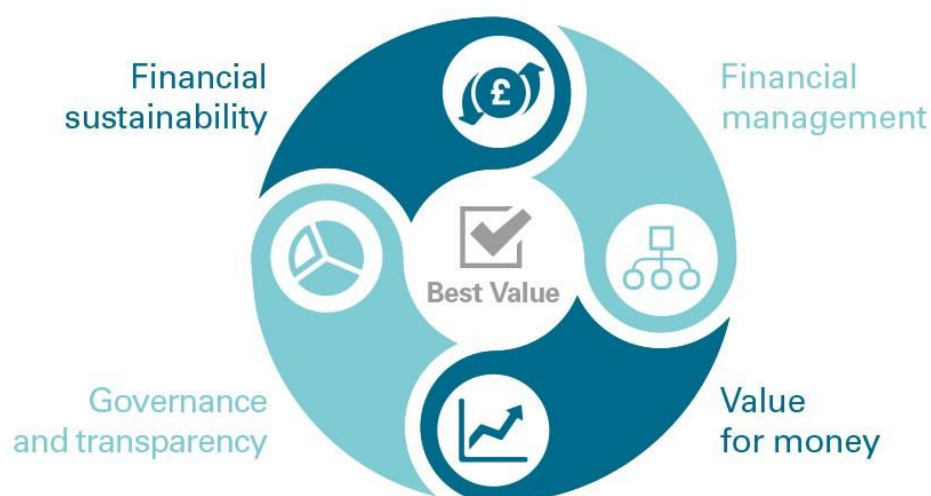 Financial
sustainability
Financial
management
£
Best Value
Governance
and transparency
Value
for money